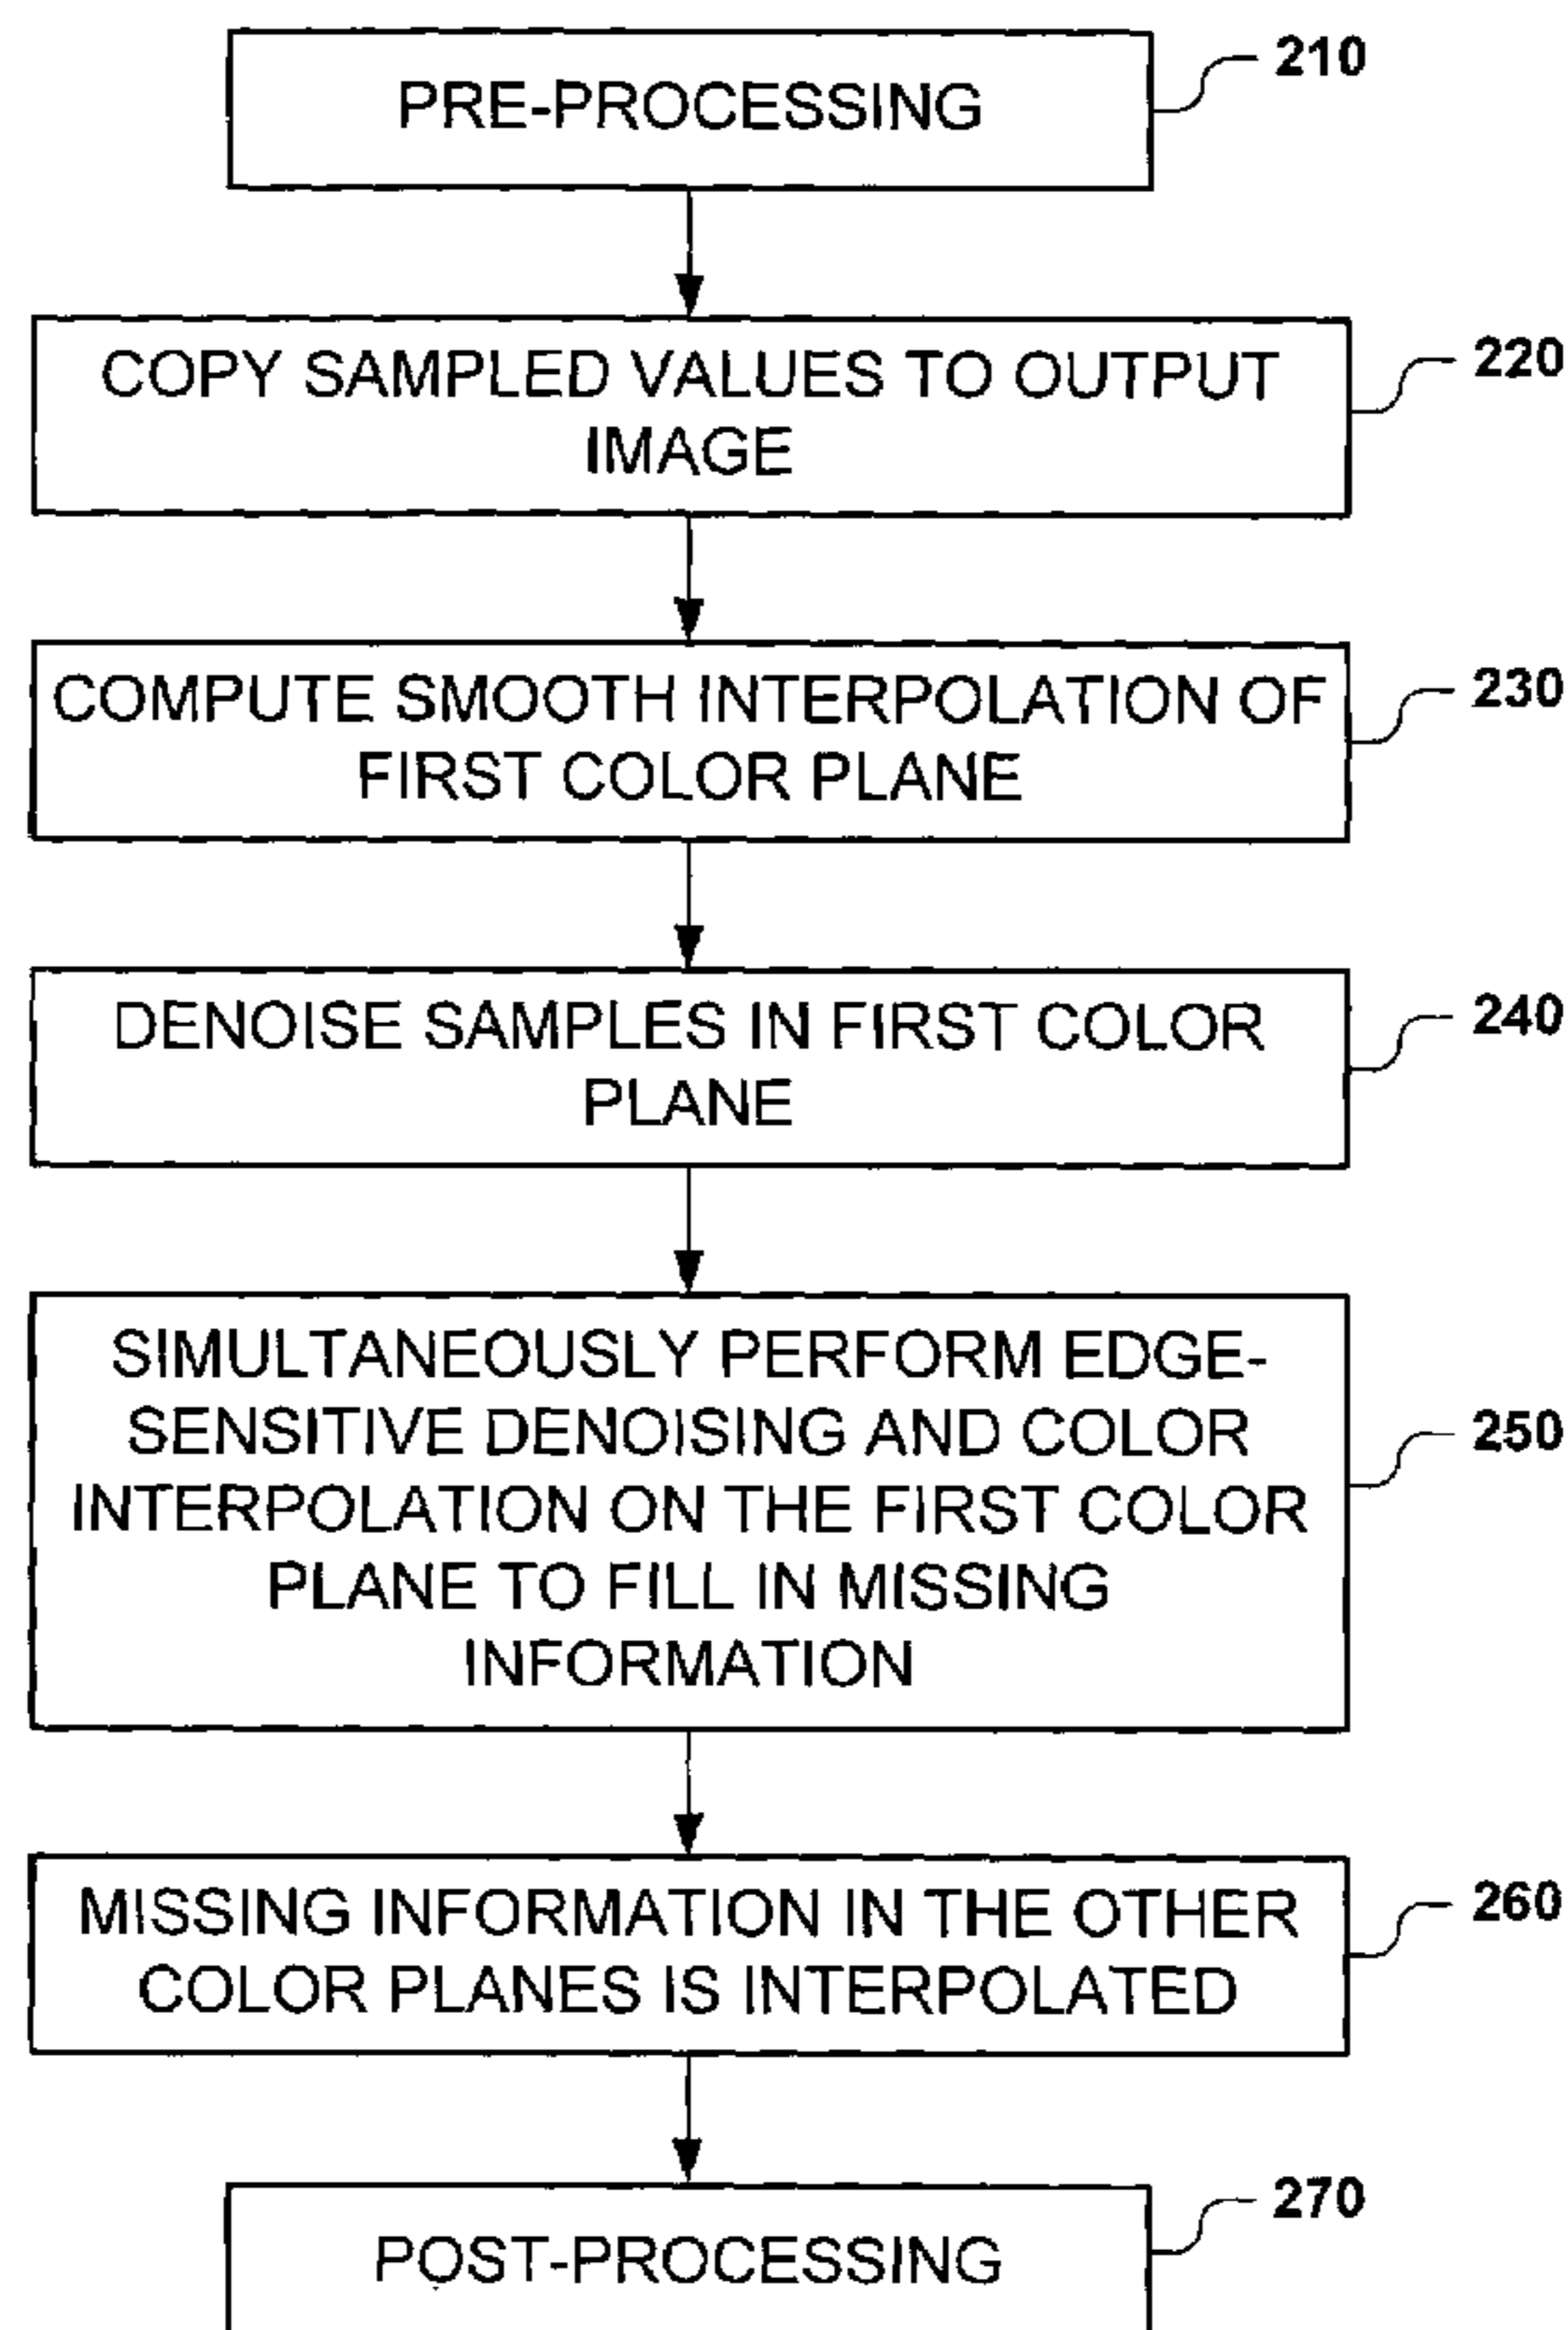 PRE-PROCESSING
210
COPY SAMPLED VALUES TO OUTPUT
IMAGE
220
COMPUTE SMOOTH INTERPOLATION OF
FIRST COLOR PLANE
230
DENOISE SAMPLES IN FIRST COLOR
PLANE
240
SIMULTANEOUSLY PERFORM EDGE-
SENSITIVE DENOISING AND COLOR
INTERPOLATION ON THE FIRST COLOR
PLANE TO FILL IN MISSING
INFORMATION
250
MISSING INFORMATION IN THE OTHER
COLOR PLANES IS INTERPOLATED
260
POST-PROCESSING
270